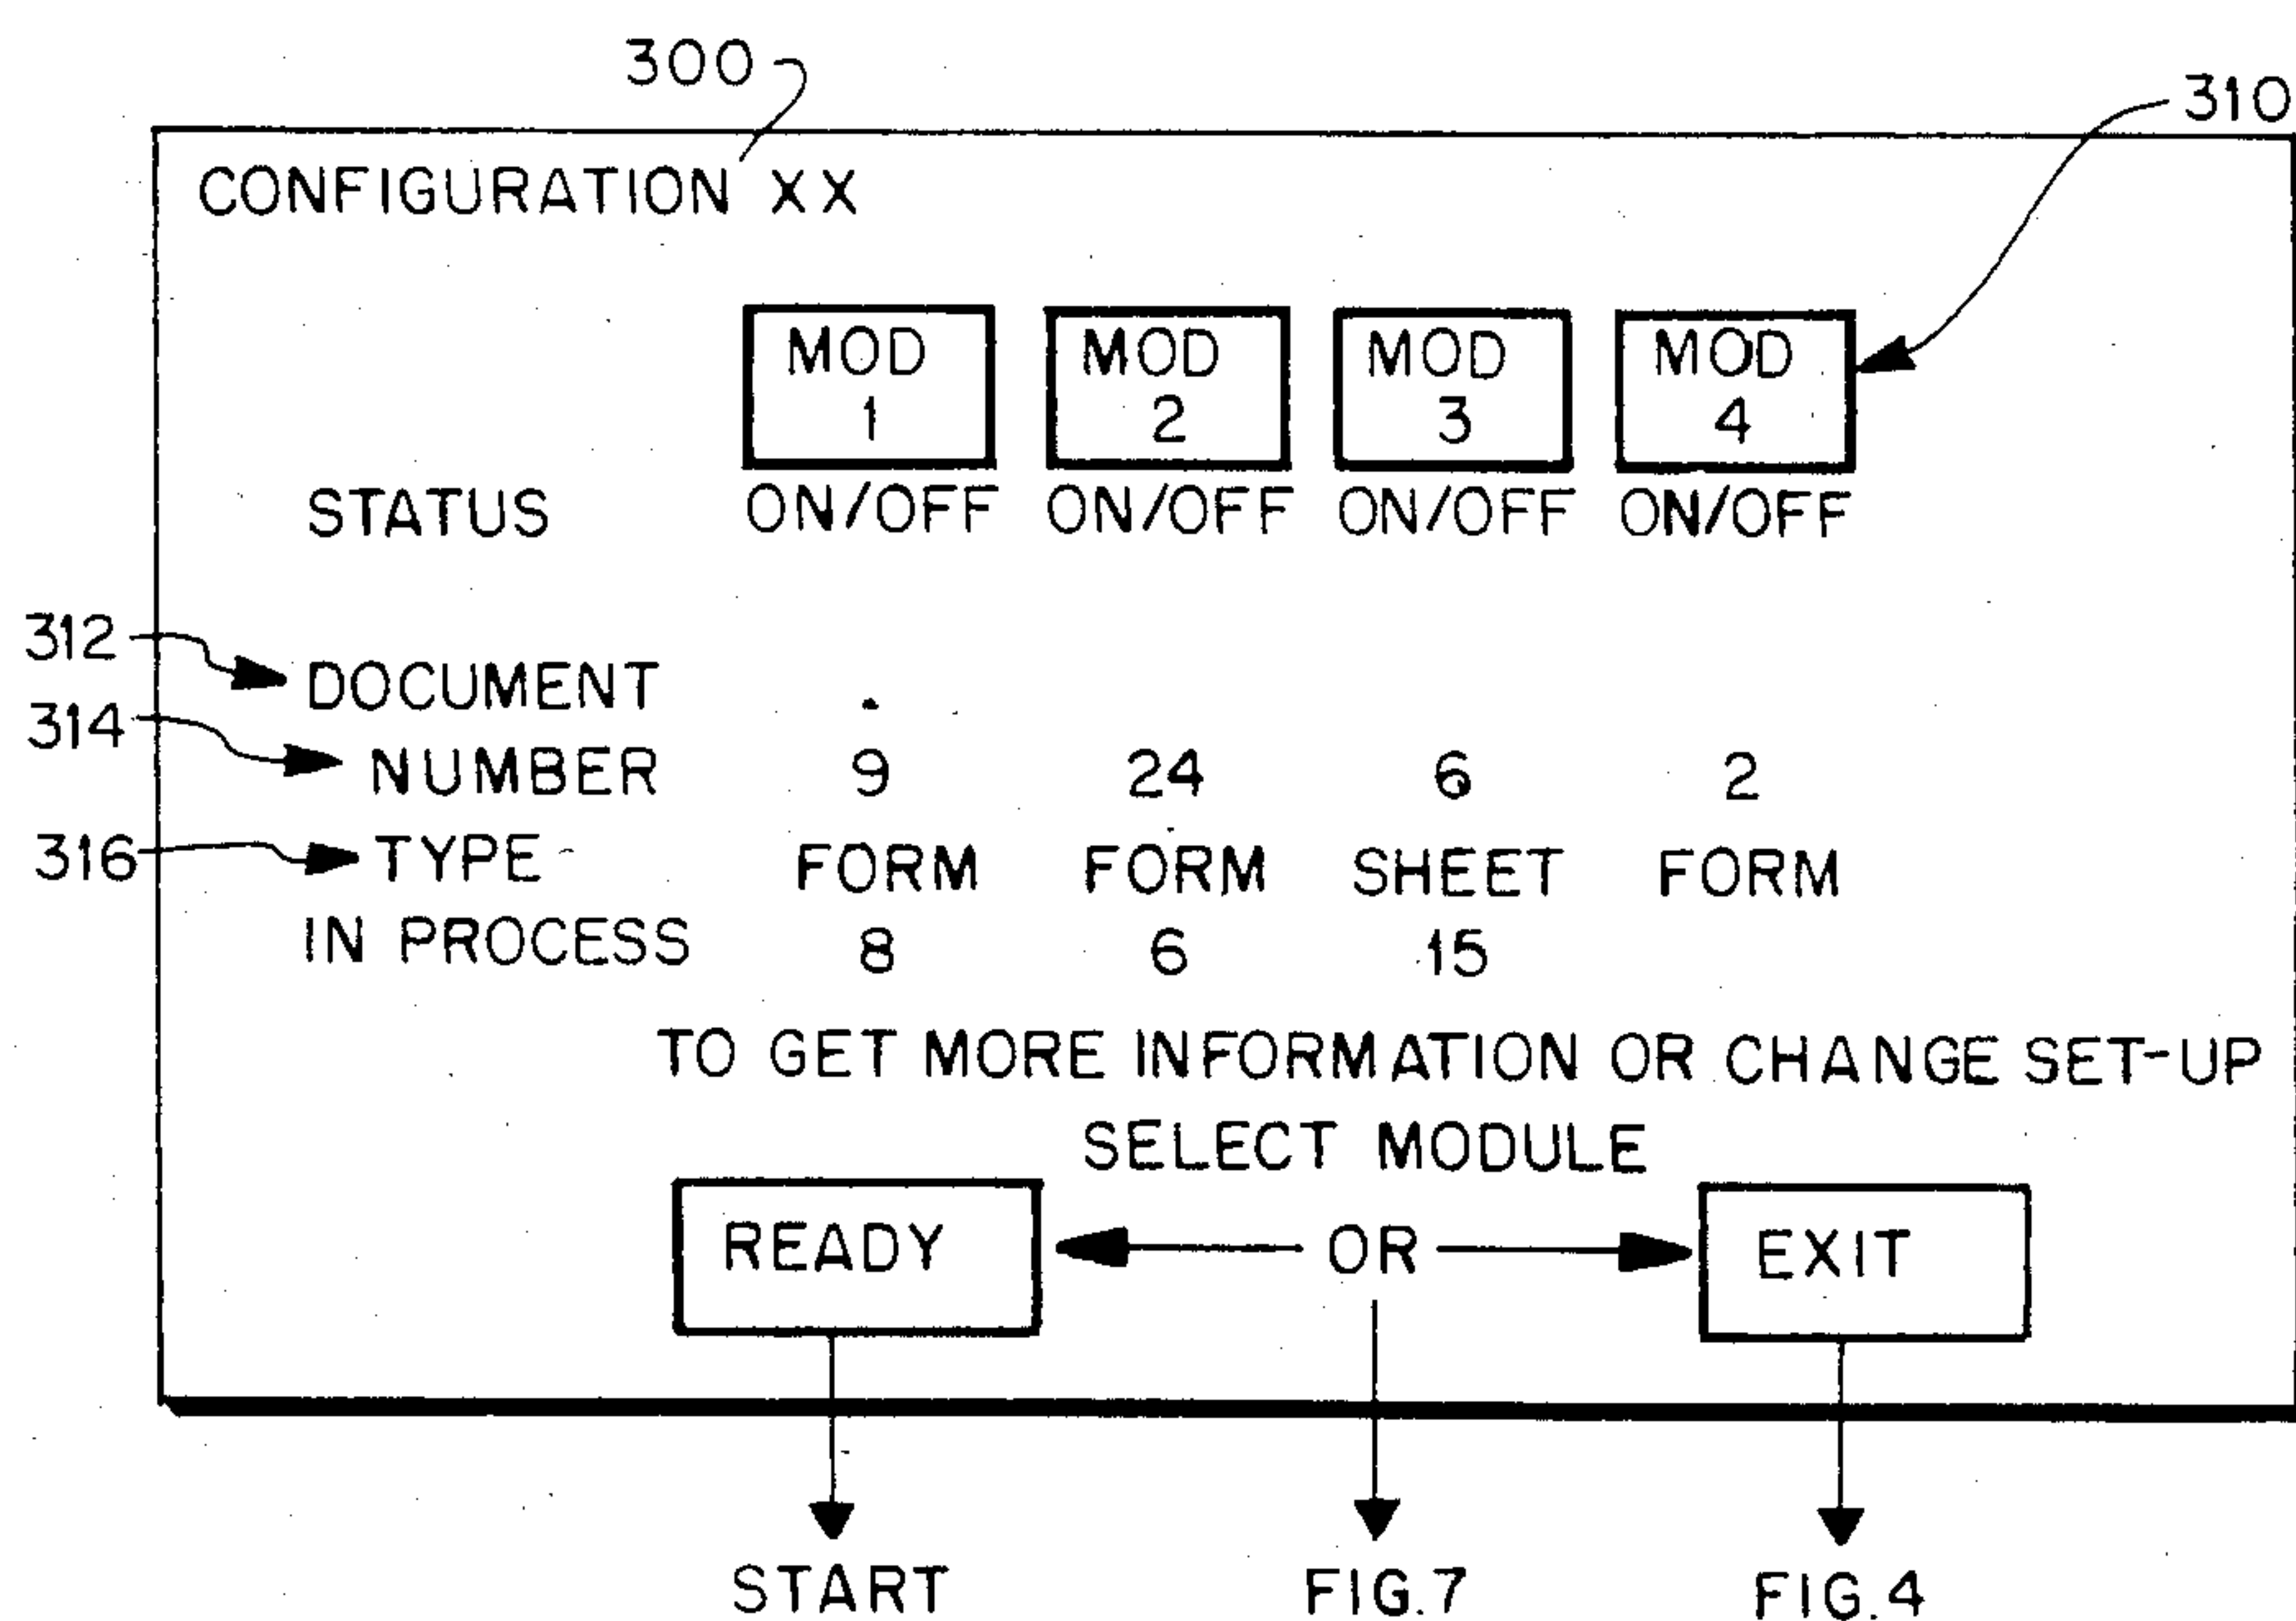 300
310
CONFIGURATION XX
MOD 1 MOD 2 MOD 3 MOD 4
STATUS ON/OFF ON/OFF ON/OFF ON/OFF
312 DOCUMENT
314 NUMBER 9 24 6 2
316 TYPE FORM FORM SHEET FORM
IN PROCESS 8 6 15
TO GET MORE INFORMATION OR CHANGE SET-UP
SELECT MODULE
READY OR EXIT
START FIG.7 FIG.4